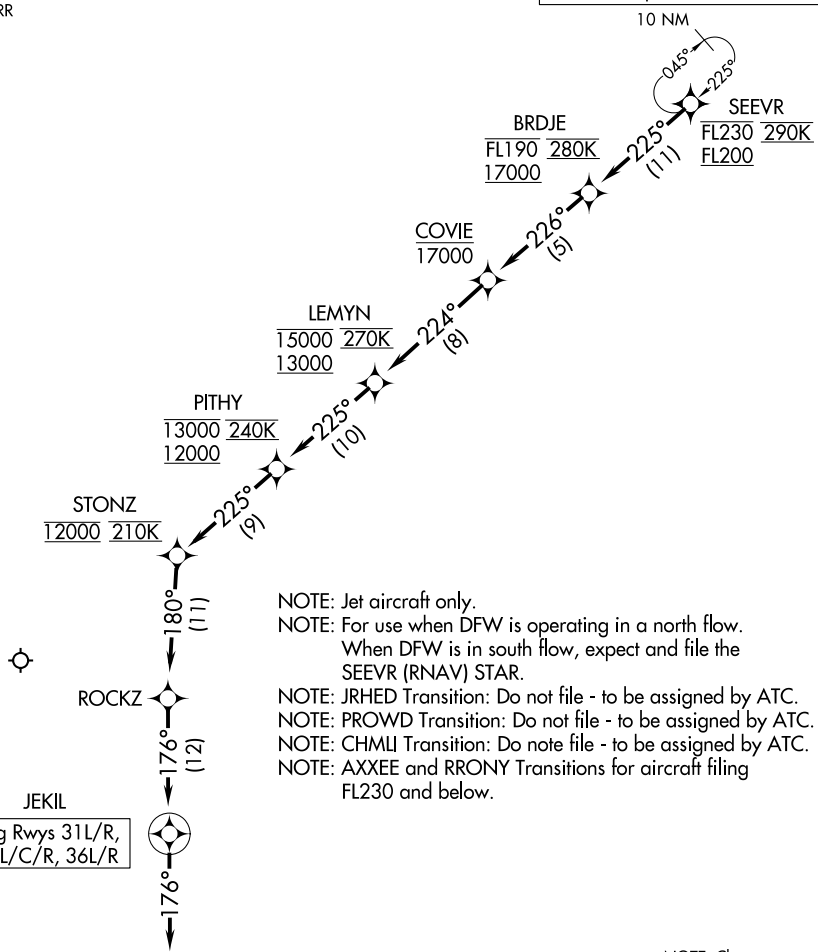 RR
10 NM
045°
225°
SEEVR
FL230 290K
FL200
225°
(11)
BRDJE
FL190 280K
17000
226°
(5)
COVIE
17000
224°
(8)
LEMYN
15000 270K
13000
225°
(10)
PITHY
13000 240K
12000
225°
(9)
STONZ
12000 210K
180°
(11)
NOTE: Jet aircraft only.
NOTE: For use when DFW is operating in a north flow.
When DFW is in south flow, expect and file the
SEEVR (RNAV) STAR.
NOTE: JRHED Transition: Do not file - to be assigned by ATC.
NOTE: PROWD Transition: Do not file - to be assigned by ATC.
NOTE: CHMLI Transition: Do note file - to be assigned by ATC.
NOTE: AXXEE and RRONY Transitions for aircraft filing
FL230 and below.
ROCKZ
176°
(12)
JEKIL
g Rwys 31L/R,
L/C/R, 36L/R
176°